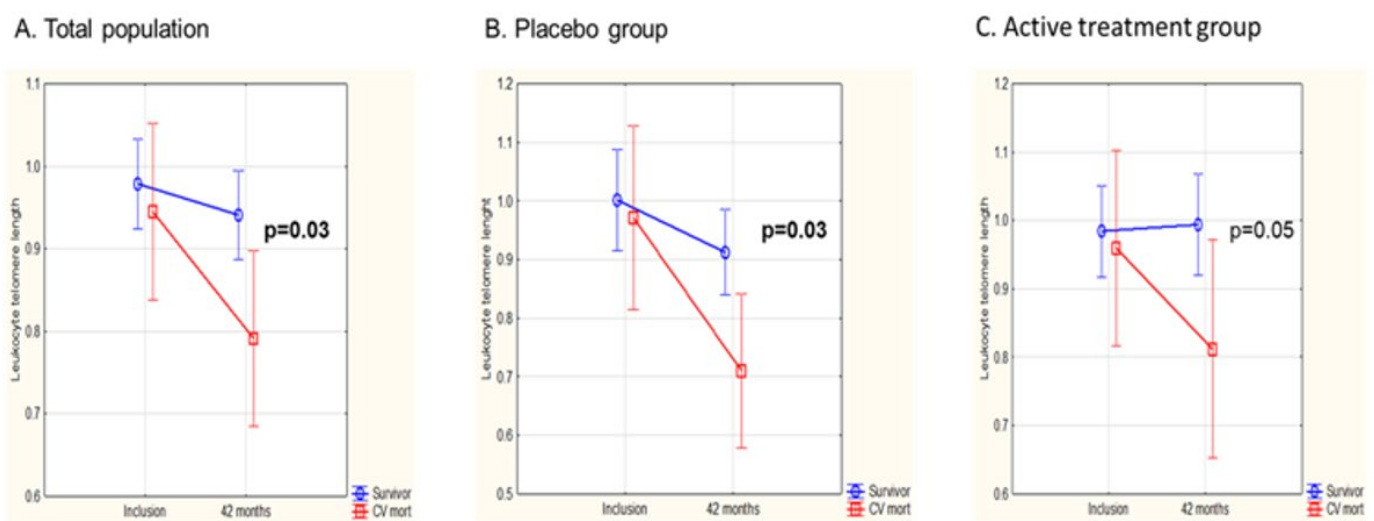 A. Total population
B. Placebo group
C. Active treatment group
1.1
1.0
0.9
0.8
0.7
0.6
Leukocyte telomere length
p=0.03
Inclusion 42 months
Survivor
CV mort
1.2
1.1
1.0
0.9
0.8
0.7
0.6
0.5
Leukocyte telomere lenght
p=0.03
Inclusion 42 months
Survivor
CV mort
1.2
1.1
1.0
0.9
0.8
0.7
0.6
Leukocyte telomere length
p=0.05
Inclusion 42 months
Survivor
CV mort